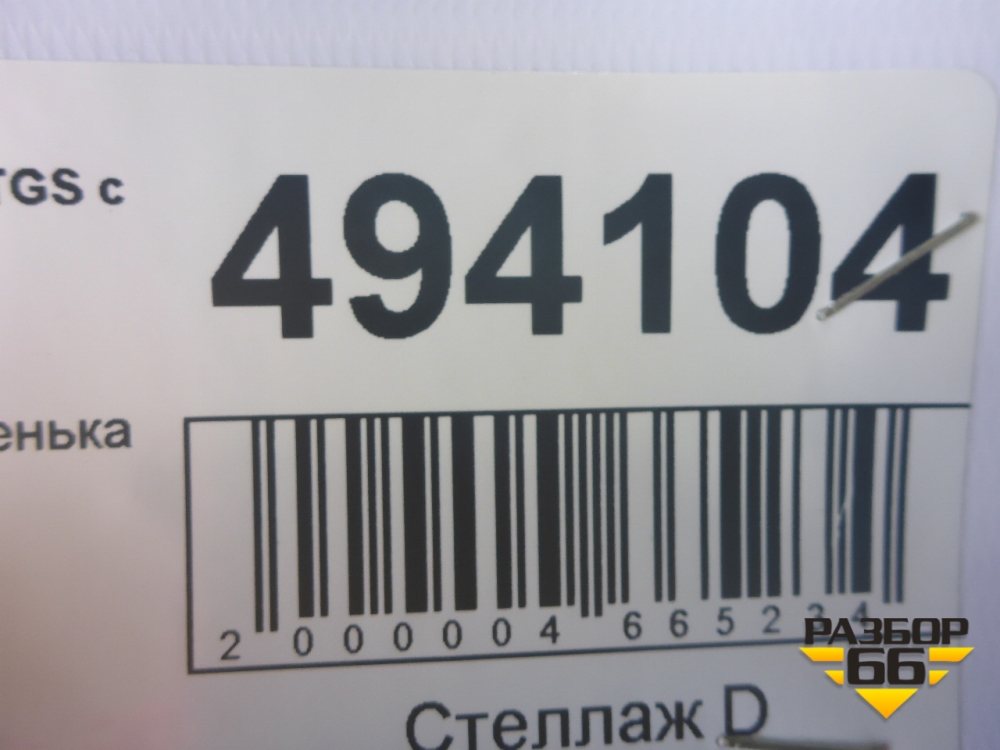 TGS с
494104
енька
2 000004 665234
РАЗБОР
66
Стеллаж D